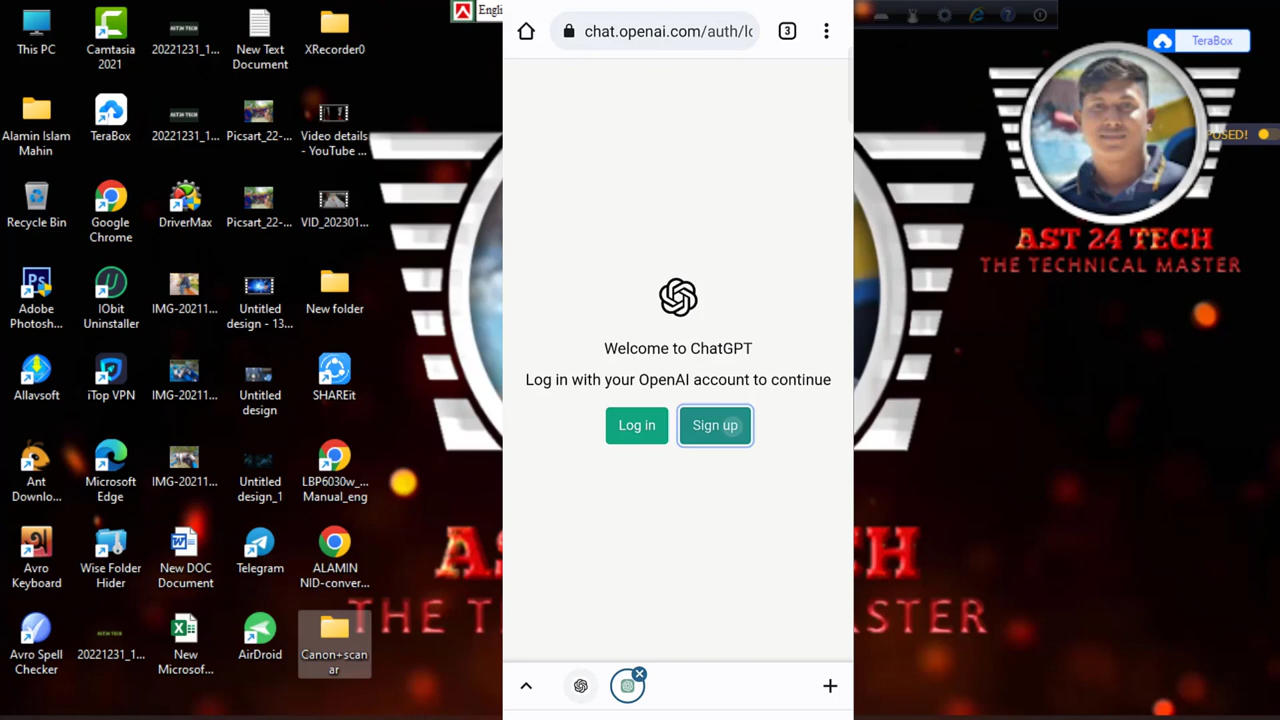 This PC
Camtasia
2021
20221231_1...
New Text
Document
XRecorder0
Alamin Islam
Mahin
TeraBox
20221231_1...
Picsart_22-...
Video details
- YouTube ...
Recycle Bin
Google
Chrome
DriverMax
Picsart_22-...
VID_202301...
Adobe
Photosh...
IObit
Uninstaller
IMG-20211...
Untitled
design - 13...
New folder
Allavsoft
iTop VPN
IMG-20211...
Untitled
design
SHAREit
Ant
Downlo...
Microsoft
Edge
IMG-20211...
Untitled
design_1
LBP6030w_...
Manual_eng
Avro
Keyboard
Wise Folder
Hider
New DOC
Document
Telegram
ALAMIN
NID-conver...
Avro Spell
Checker
20221231_1...
New
Microsof...
AirDroid
Canon+scan
ar
Engli
chat.openai.com/auth/lo
3
Welcome to ChatGPT
Log in with your OpenAI account to continue
Log in
Sign up
TeraBox
POSED!
AST 24 TECH
THE TECHNICAL MASTER
THE
MASTER